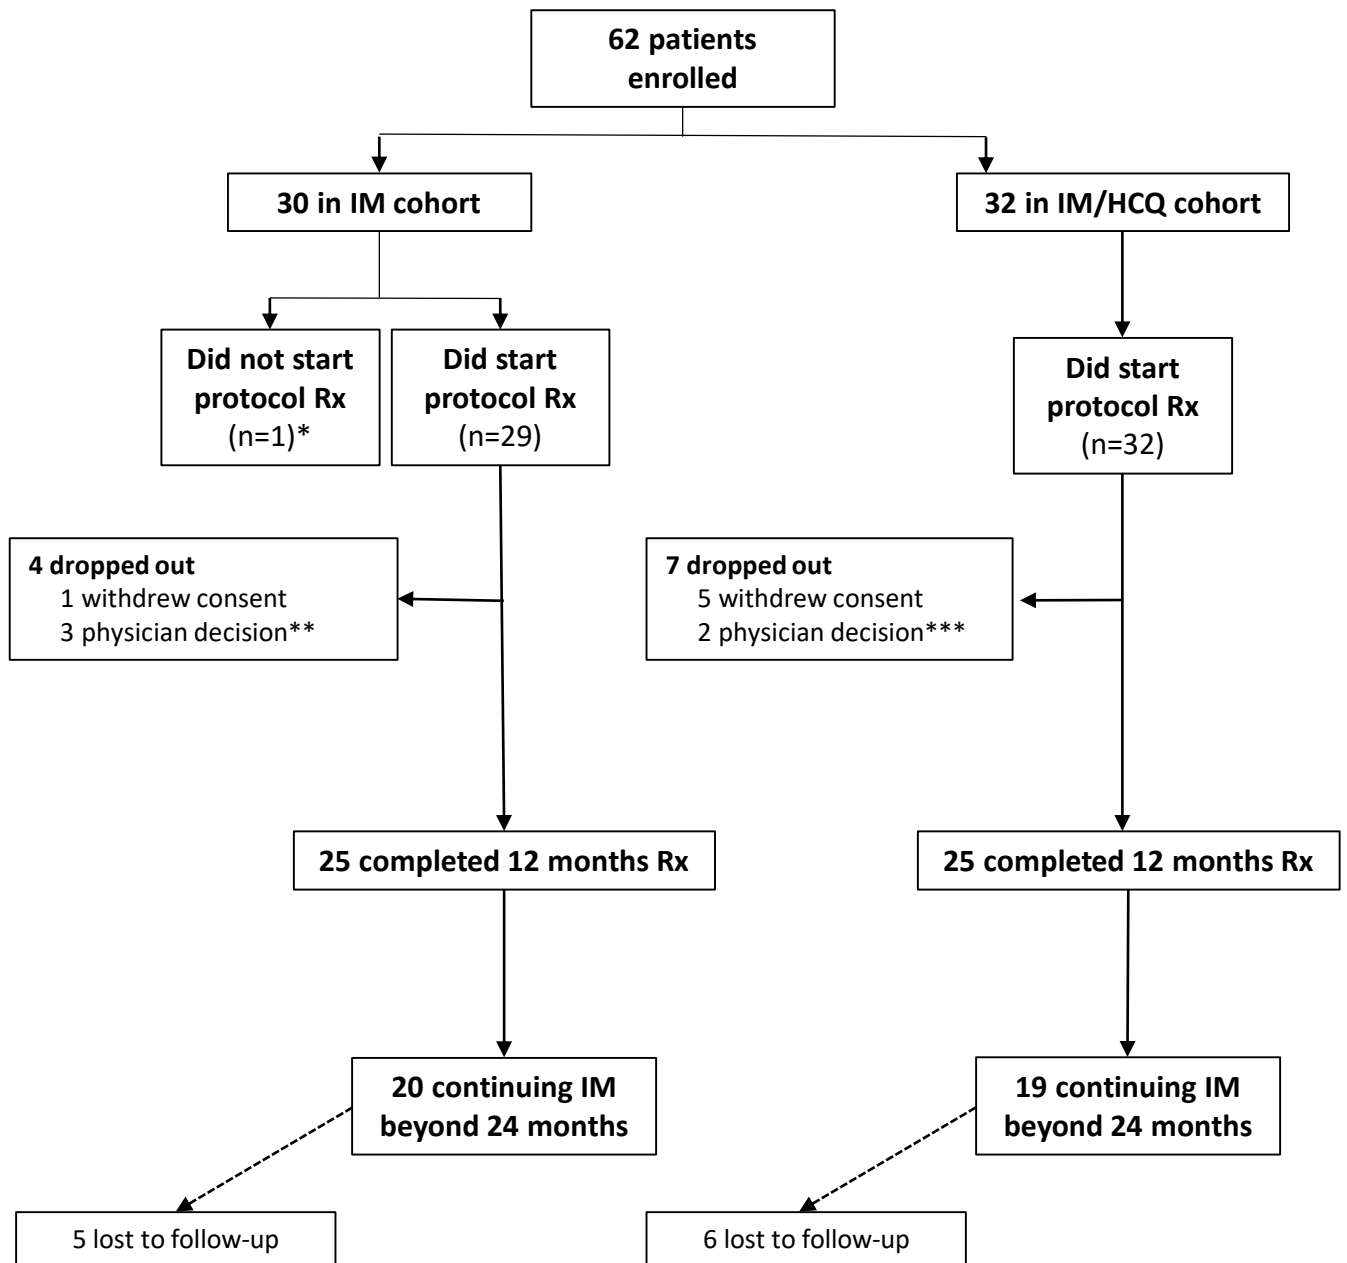 62 patients
enrolled
30 in IM cohort
32 in IM/HCQ cohort
Did not start
protocol Rx
(n=1)*
Did start
protocol Rx
(n=29)
Did start
protocol Rx
(n=32)
4 dropped out
1 withdrew consent
3 physician decision**
7 dropped out
5 withdrew consent
2 physician decision***
25 completed 12 months Rx
25 completed 12 months Rx
20 continuing IM
beyond 24 months
19 continuing IM
beyond 24 months
5 lost to follow-up
6 lost to follow-up